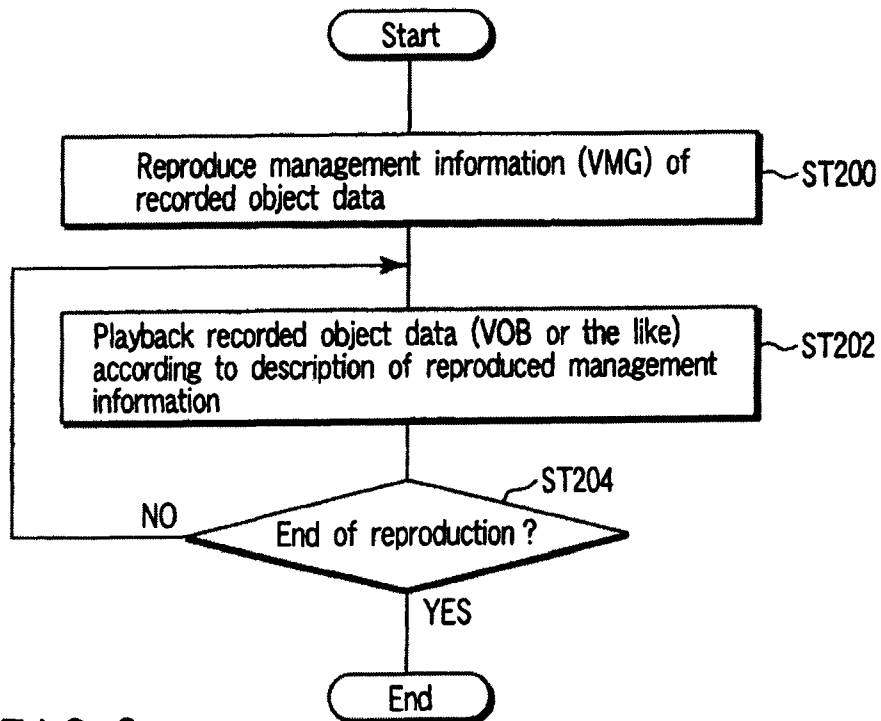 Start
Reproduce management information (VMG) of
recorded object data
ST200
Playback recorded object data (VOB or the like)
according to description of reproduced management
information
ST202
ST204
End of reproduction?
NO
YES
End